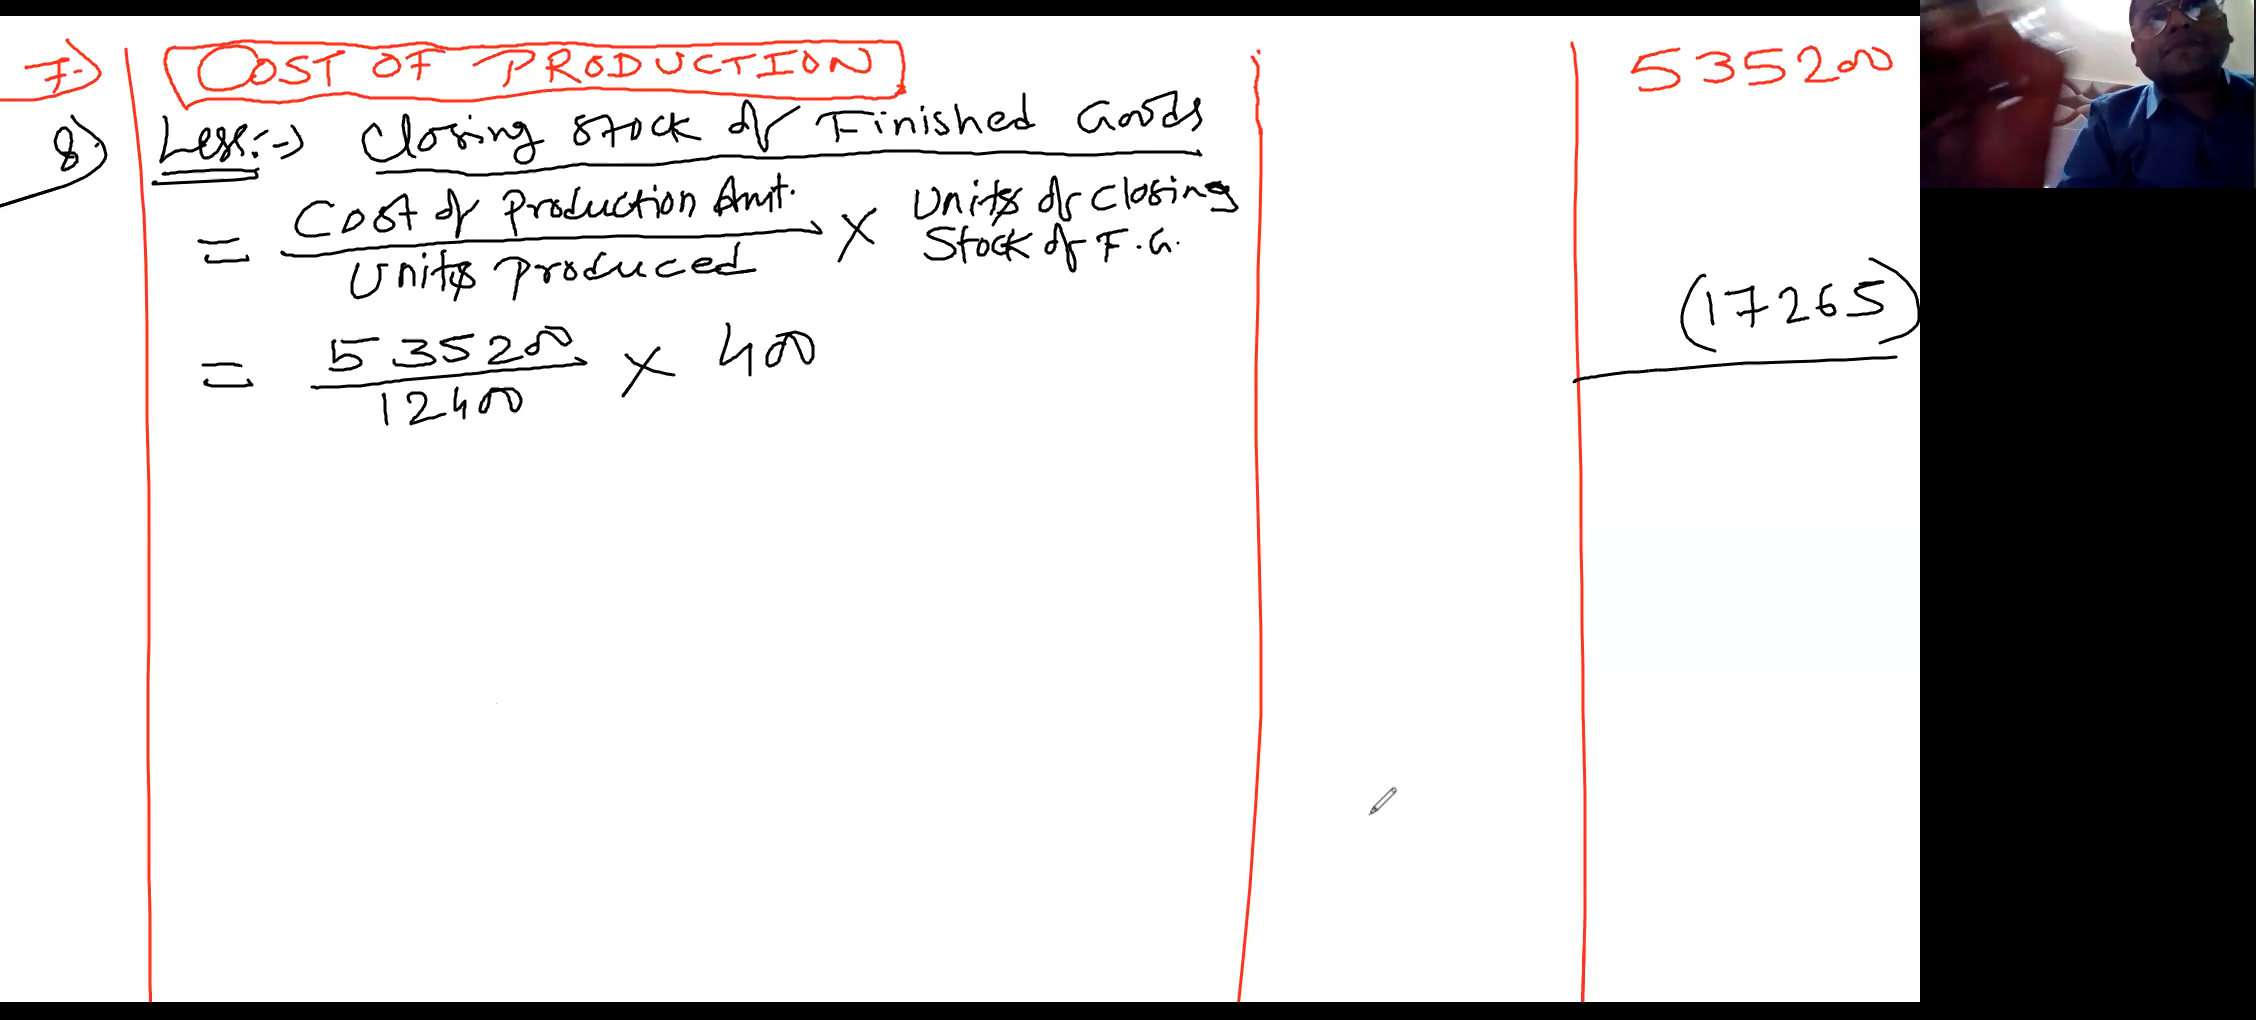 7.) COST OF PRODUCTION 535200
8) Less:-> Closing Stock of Finished Goods
= Cost of Production Amt. / Units Produced × Units of Closing Stock of F.G. (17265)
= 535200 / 12400 × 400